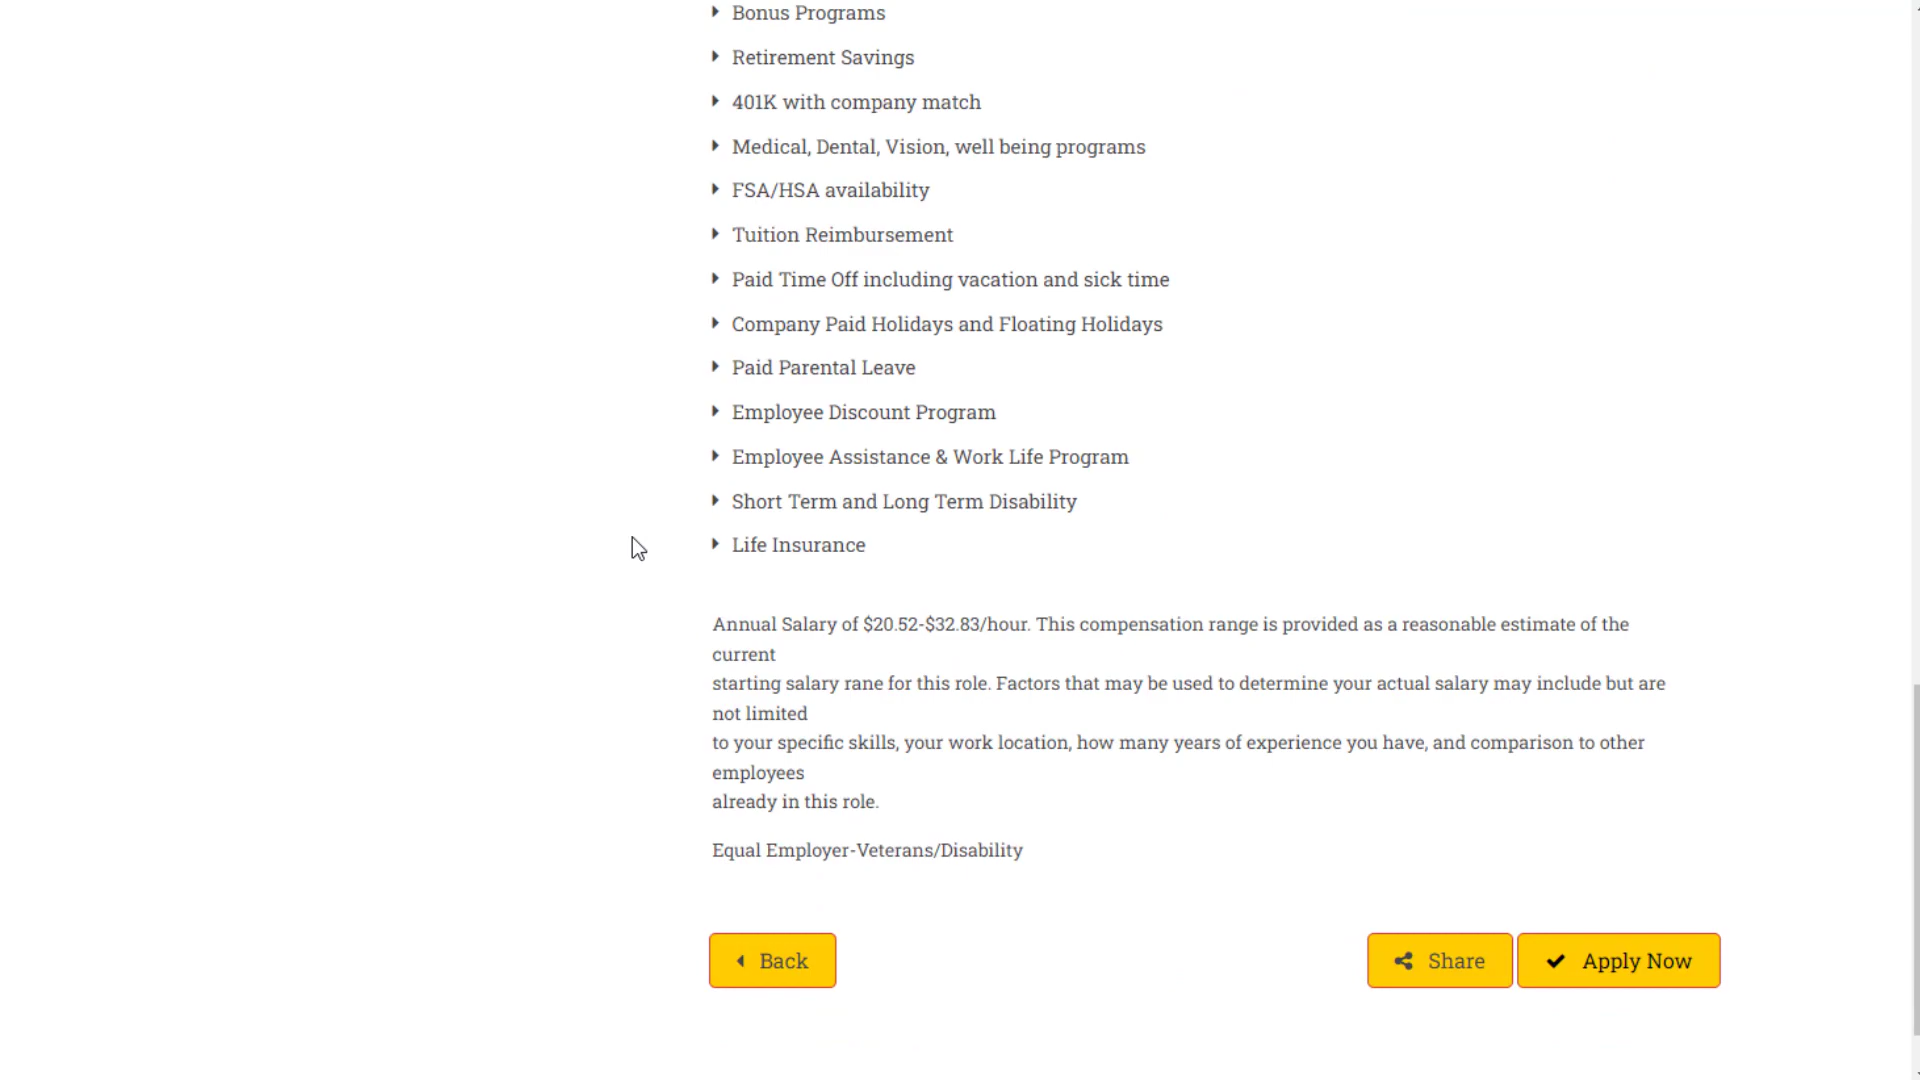 Bonus Programs
Retirement Savings
401K with company match
Medical, Dental, Vision, well being programs
FSA/HSA availability
Tuition Reimbursement
Paid Time Off including vacation and sick time
Company Paid Holidays and Floating Holidays
Paid Parental Leave
Employee Discount Program
Employee Assistance & Work Life Program
Short Term and Long Term Disability
Life Insurance
Annual Salary of $20.52-$32.83/hour. This compensation range is provided as a reasonable estimate of the
current
starting salary rane for this role. Factors that may be used to determine your actual salary may include but are
not limited
to your specific skills, your work location, how many years of experience you have, and comparison to other
employees
already in this role.
Equal Employer-Veterans/Disability
Back
Share
Apply Now